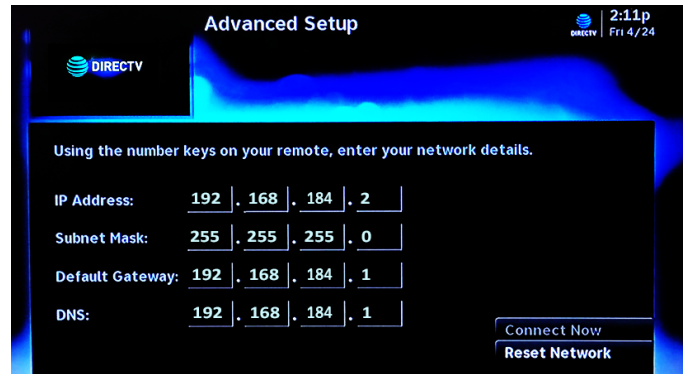 Advanced Setup
DIRECTV
2:11p
Fri 4/24
DIRECTV
Using the number keys on your remote, enter your network details.
IP Address: 192 . 168 . 184 . 2
Subnet Mask: 255 . 255 . 255 . 0
Default Gateway: 192 . 168 . 184 . 1
DNS: 192 . 168 . 184 . 1
Connect Now
Reset Network